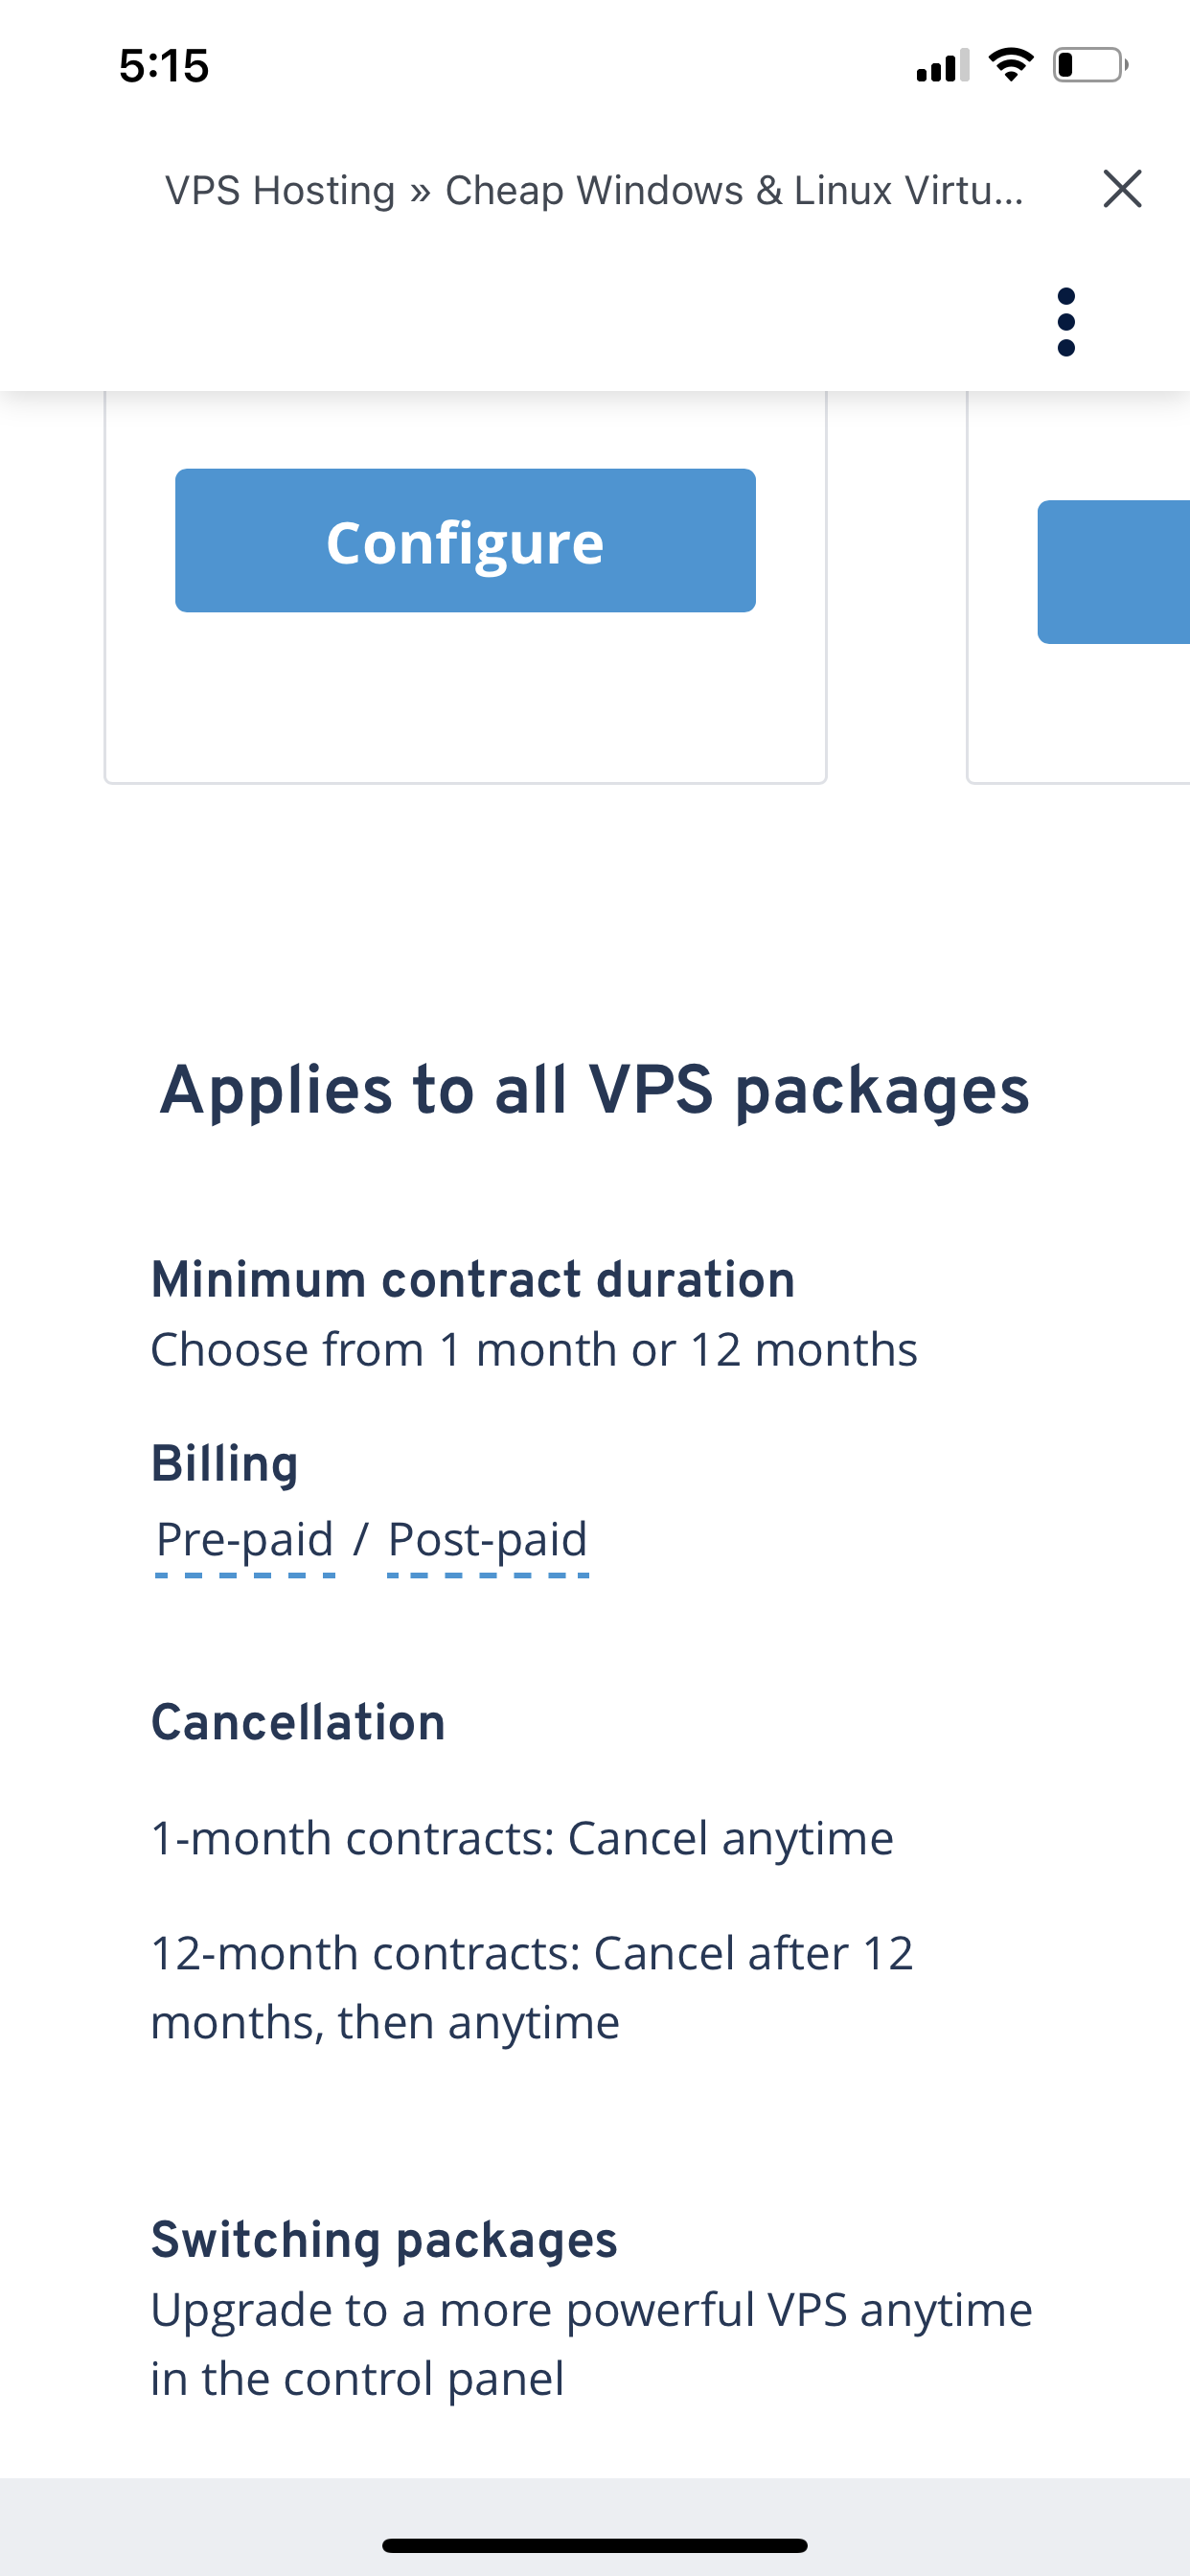 5:15
VPS Hosting » Cheap Windows & Linux Virtu...
Configure
Applies to all VPS packages
Minimum contract duration
Choose from 1 month or 12 months
Billing
Pre-paid / Post-paid
Cancellation
1-month contracts: Cancel anytime
12-month contracts: Cancel after 12
months, then anytime
Switching packages
Upgrade to a more powerful VPS anytime
in the control panel